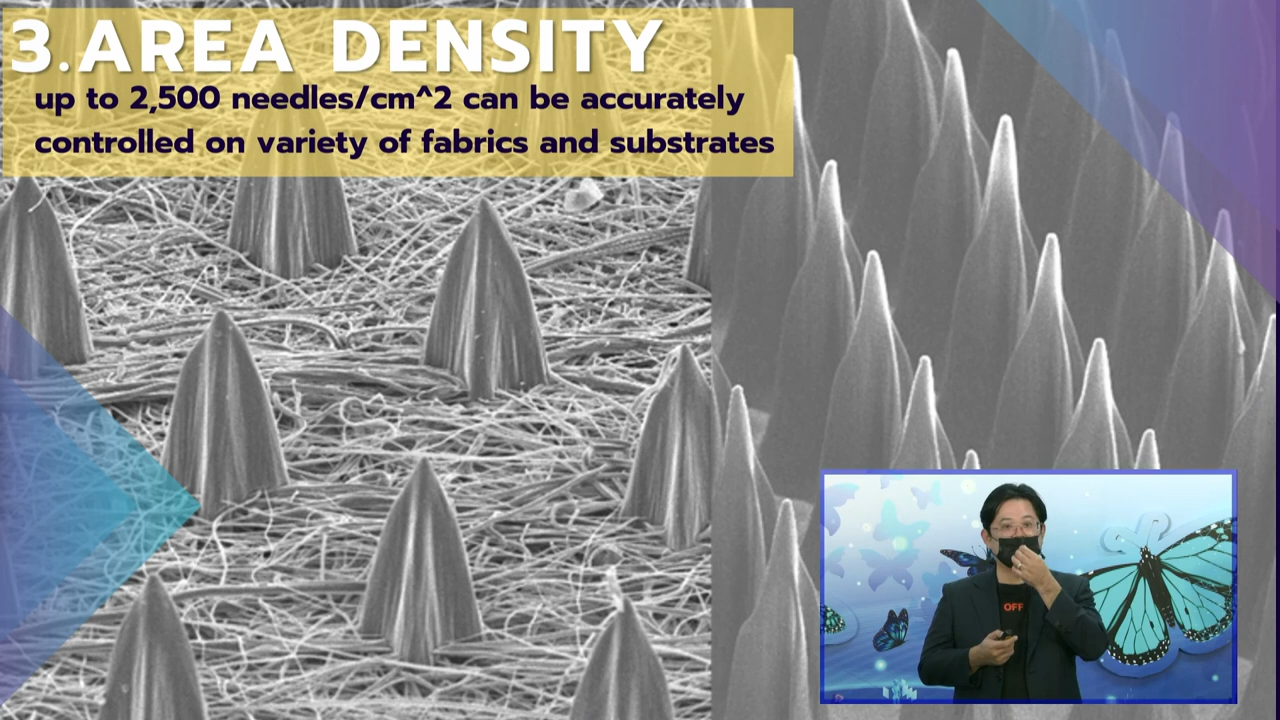 3.AREA DENSITY
up to 2,500 needles/cm^2 can be accurately
controlled on variety of fabrics and substrates
OFF